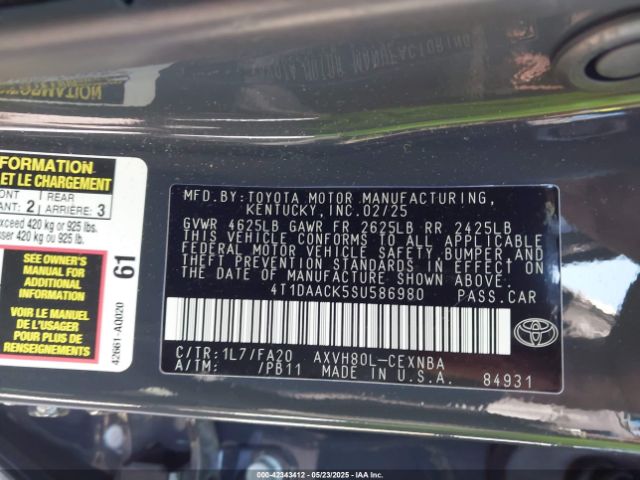 NFORMATION
ET LE CHARGEMENT
REAR
2 ARRIÈRE: 3
exceed 420 kg or 925 lbs.
420 kg ou 925 lb.
SEE OWNER'S
MANUAL FOR
ADDITIONAL
INFORMATION
VOIR LE MANUEL
DE L'USAGER
POUR PLUS DE
RENSEIGNEMENTS
61
42661-A0020
MFD.BY:TOYOTA MOTOR MANUFACTURING,
KENTUCKY,INC.02/25
GVWR 4625LB GAWR FR 2625LB RR 2425LB
THIS VEHICLE CONFORMS TO ALL APPLICABLE
FEDERAL MOTOR VEHICLE SAFETY,BUMPER,AND
THEFT PREVENTION STANDARDS IN EFFECT ON
THE DATE OF MANUFACTURE SHOWN ABOVE.
4T1DAACK5SU586980 PASS.CAR
C/TR:1L7/FA20 AXVH80L-CEXNBA
A/TM: /PB11 MADE IN U.S.A. 84931
000-42343412 - 05/23/2025 - IAA Inc.